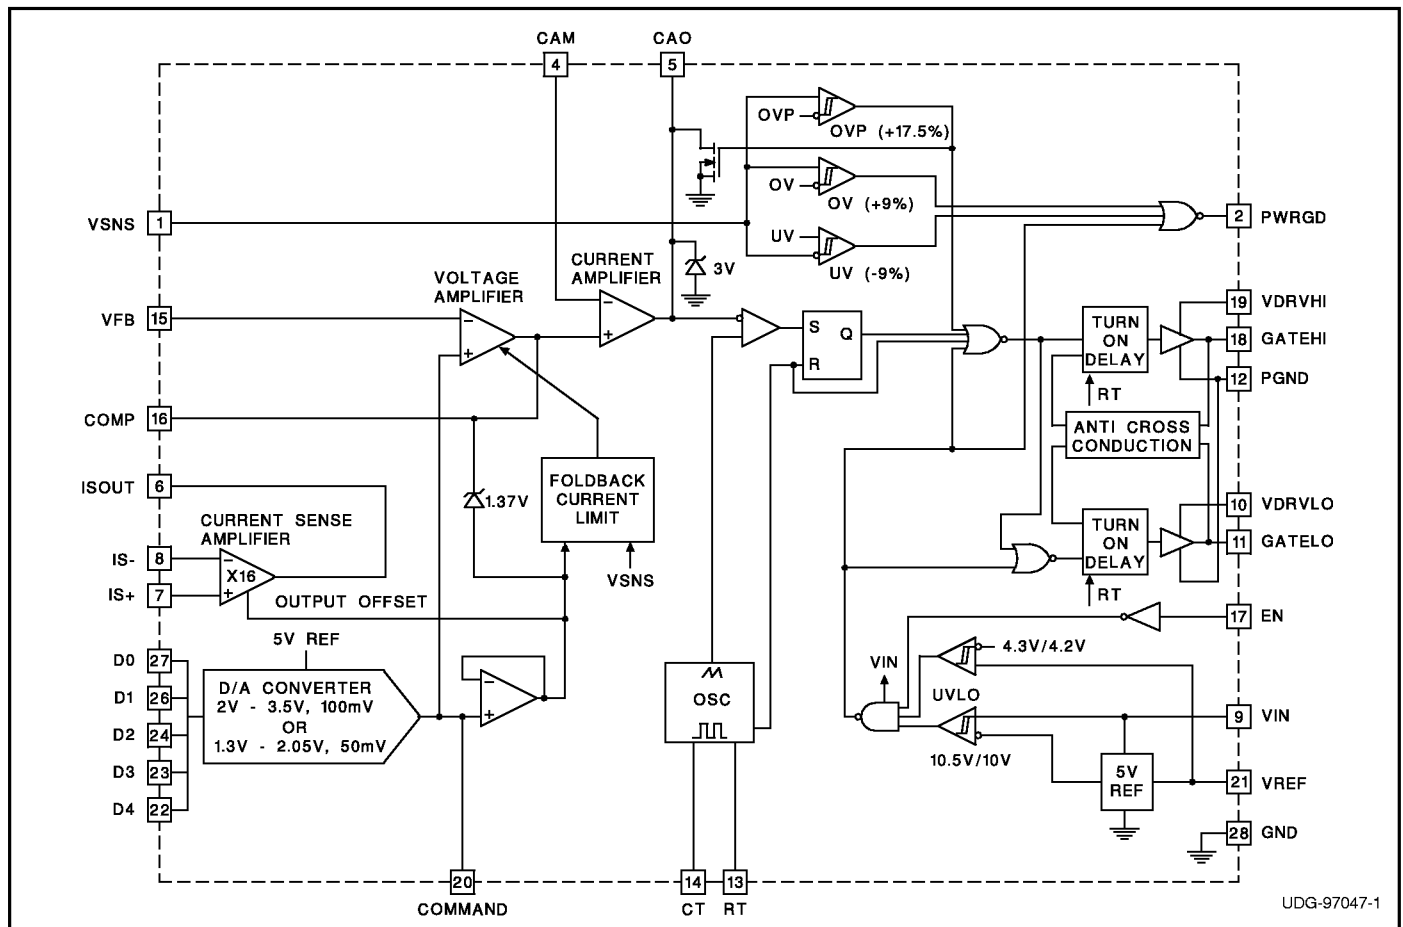 CAM
4
CAO
5
OVP
OVP (+17.5%)
OV
OV (+9%)
UV
UV (-9%)
VSNS
1
2
PWRGD
3V
VOLTAGE
AMPLIFIER
CURRENT
AMPLIFIER
VFB
15
−
+
−
+
S
Q
R
TURN
ON
DELAY
RT
19
VDRVHI
18
GATEHI
12
PGND
COMP
16
ANTI CROSS
CONDUCTION
ISOUT
6
1.37V
FOLDBACK
CURRENT
LIMIT
VSNS
CURRENT SENSE
AMPLIFIER
IS-
8
−
X16
+
IS+
7
OUTPUT OFFSET
TURN
ON
DELAY
RT
10
VDRVLO
11
GATELO
17
EN
5V REF
D0
27
D1
26
D2
24
D3
23
D4
22
D/A CONVERTER
2V - 3.5V, 100mV
OR
1.3V - 2.05V, 50mV
−
+
OSC
VIN
UVLO
4.3V/4.2V
10.5V/10V
5V
REF
9
VIN
21
VREF
28
GND
20
COMMAND
14
CT
13
RT
UDG-97047-1